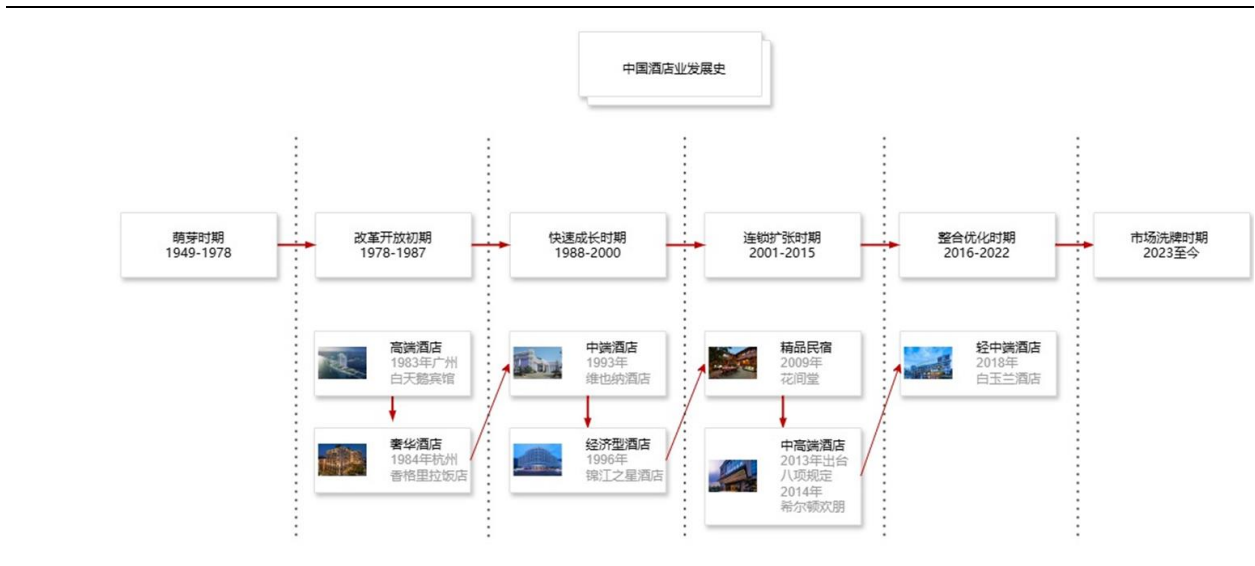 中国酒店业发展史
萌芽时期
1949-1978
改革开放初期
1978-1987
快速成长时期
1988-2000
连锁扩张时期
2001-2015
整合优化时期
2016-2022
市场洗牌时期
2023至今
高端酒店
1983年广州
白天鹅宾馆
奢华酒店
1984年杭州
香格里拉饭店
中端酒店
1993年
维也纳酒店
经济型酒店
1996年
锦江之星酒店
精品民宿
2009年
花间堂
中高端酒店
2013年出台
八项规定
2014年
希尔顿欢朋
轻中端酒店
2018年
白玉兰酒店